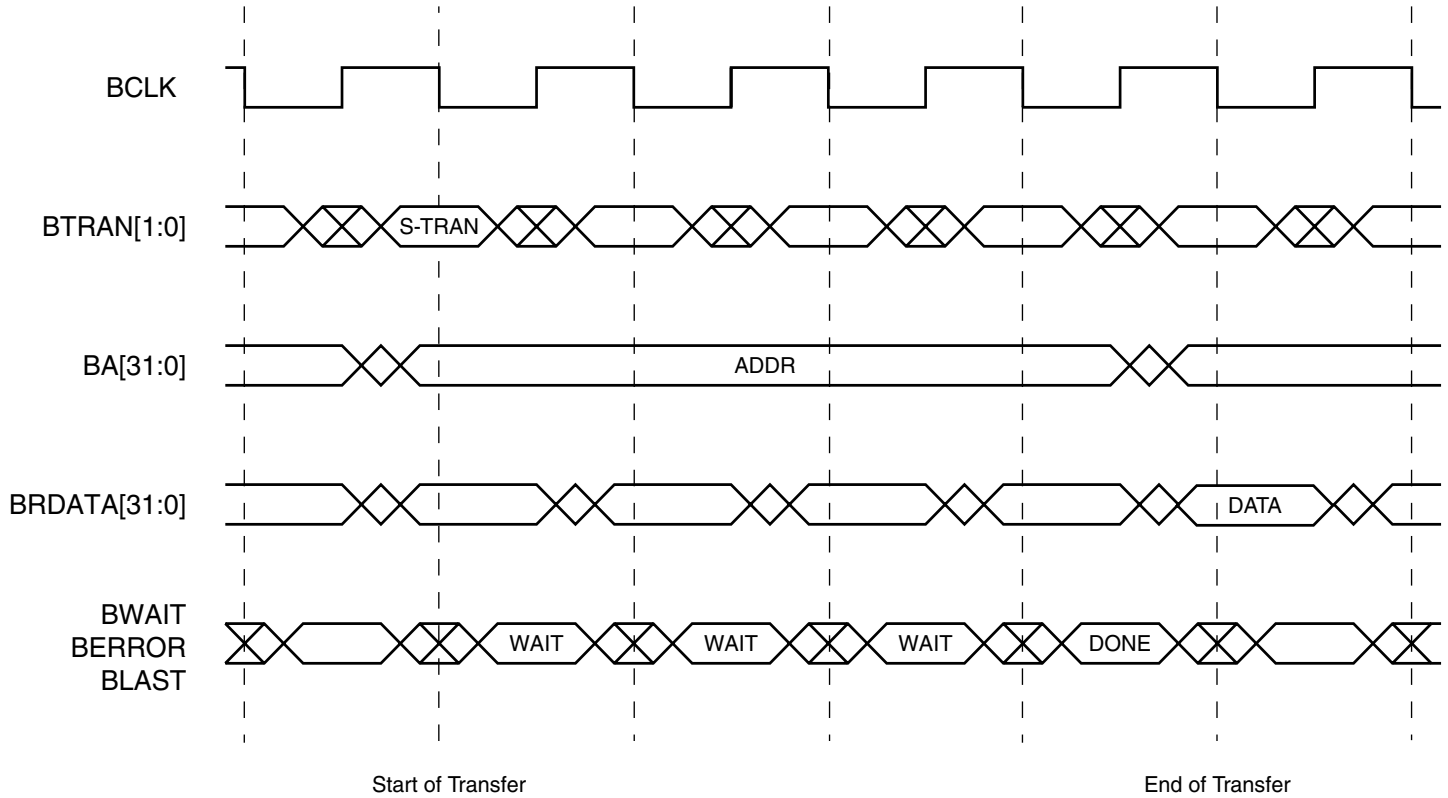 BCLK
BTRAN[1:0]
S-TRAN
BA[31:0]
ADDR
BRDATA[31:0]
DATA
BWAIT
BERROR
BLAST
WAIT WAIT WAIT DONE
Start of Transfer End of Transfer